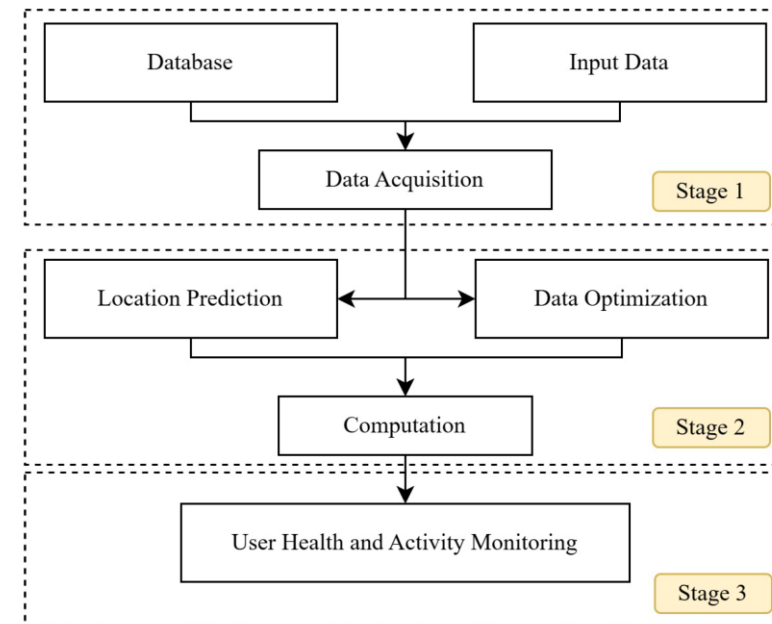 Database
Input Data
Data Acquisition
Stage 1
Location Prediction
Data Optimization
Computation
Stage 2
User Health and Activity Monitoring
Stage 3